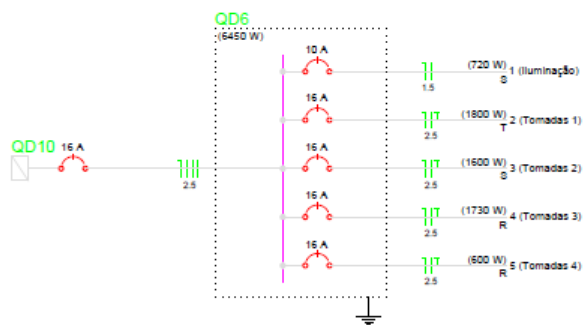 QD6
(6450 W)
10 A
(720 W) 1 (Iluminação)
1.5
S
16 A
(1800 W) 2 (Tomadas 1)
2.5
T
QD10
16 A
16 A
(1600 W) 3 (Tomadas 2)
2.5
2.5
S
16 A
(1730 W) 4 (Tomadas 3)
2.5
R
16 A
(600 W) 5 (Tomadas 4)
2.5
R